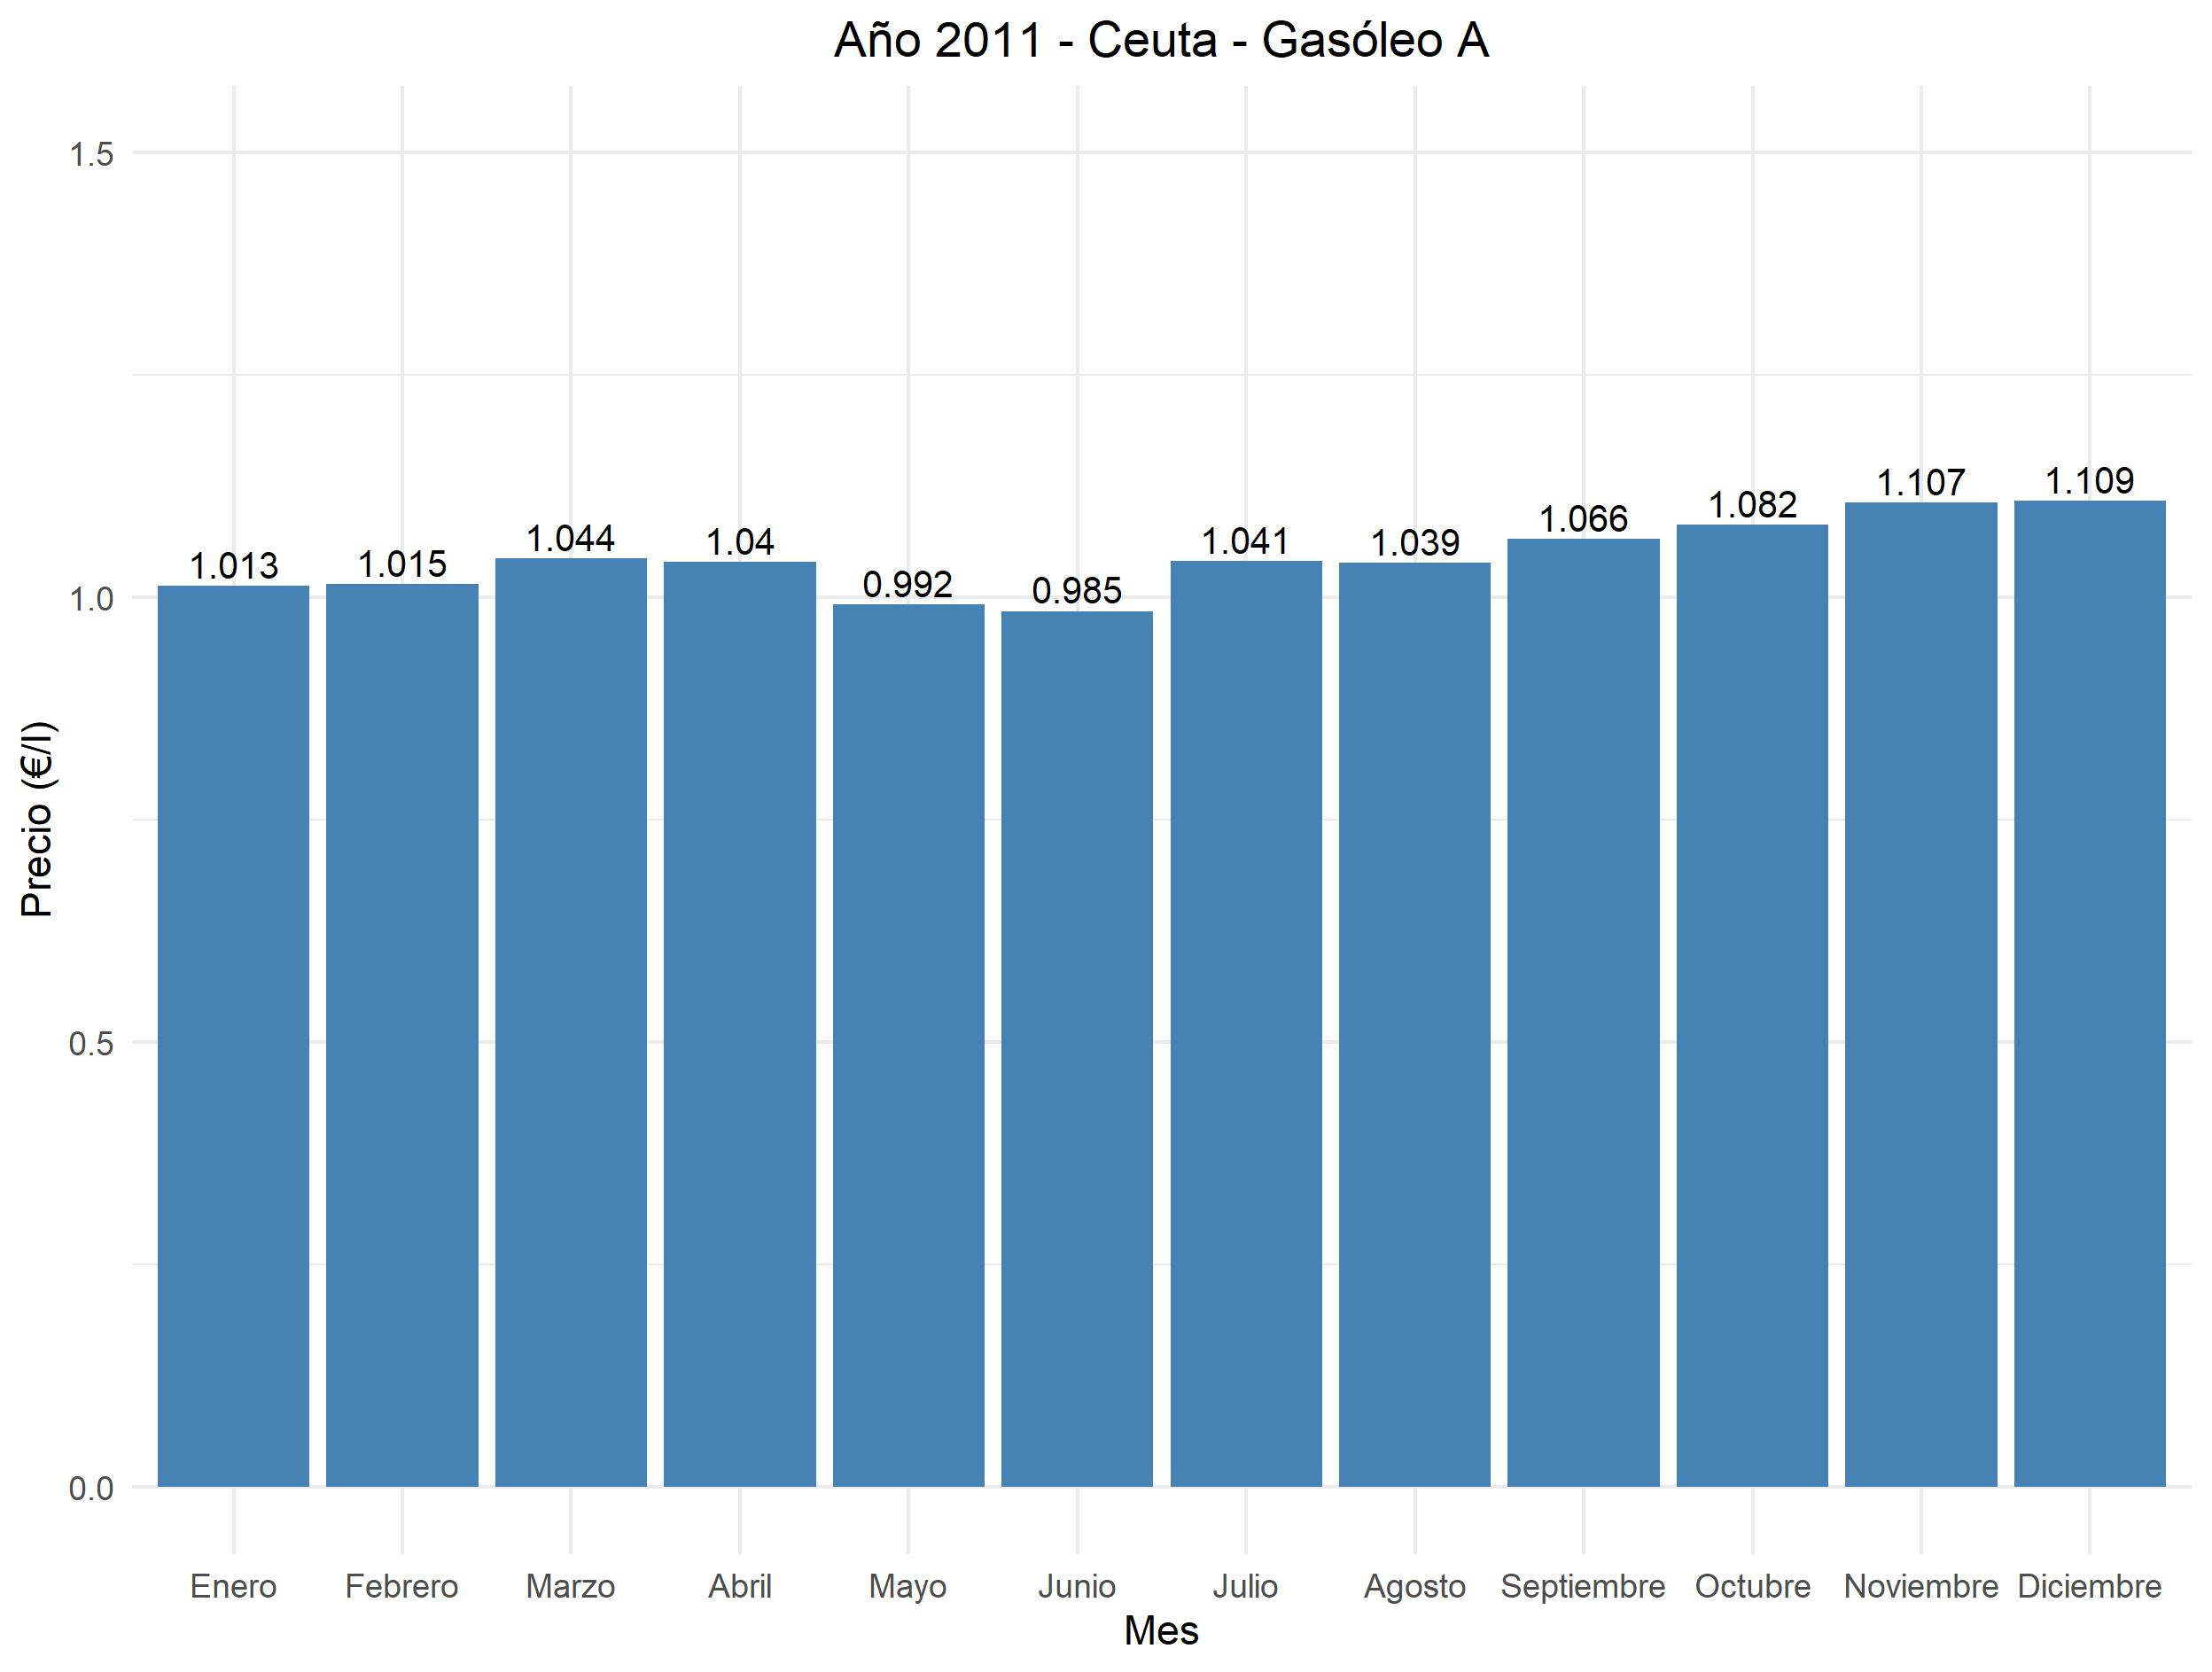 Año 2011 - Ceuta - Gasóleo A
Precio (€/l)
1.5
1.0
0.5
0.0
1.013 1.015 1.044 1.04 0.992 0.985 1.041 1.039 1.066 1.082 1.107 1.109
Enero Febrero Marzo Abril Mayo Junio Julio Agosto Septiembre Octubre Noviembre Diciembre
Mes